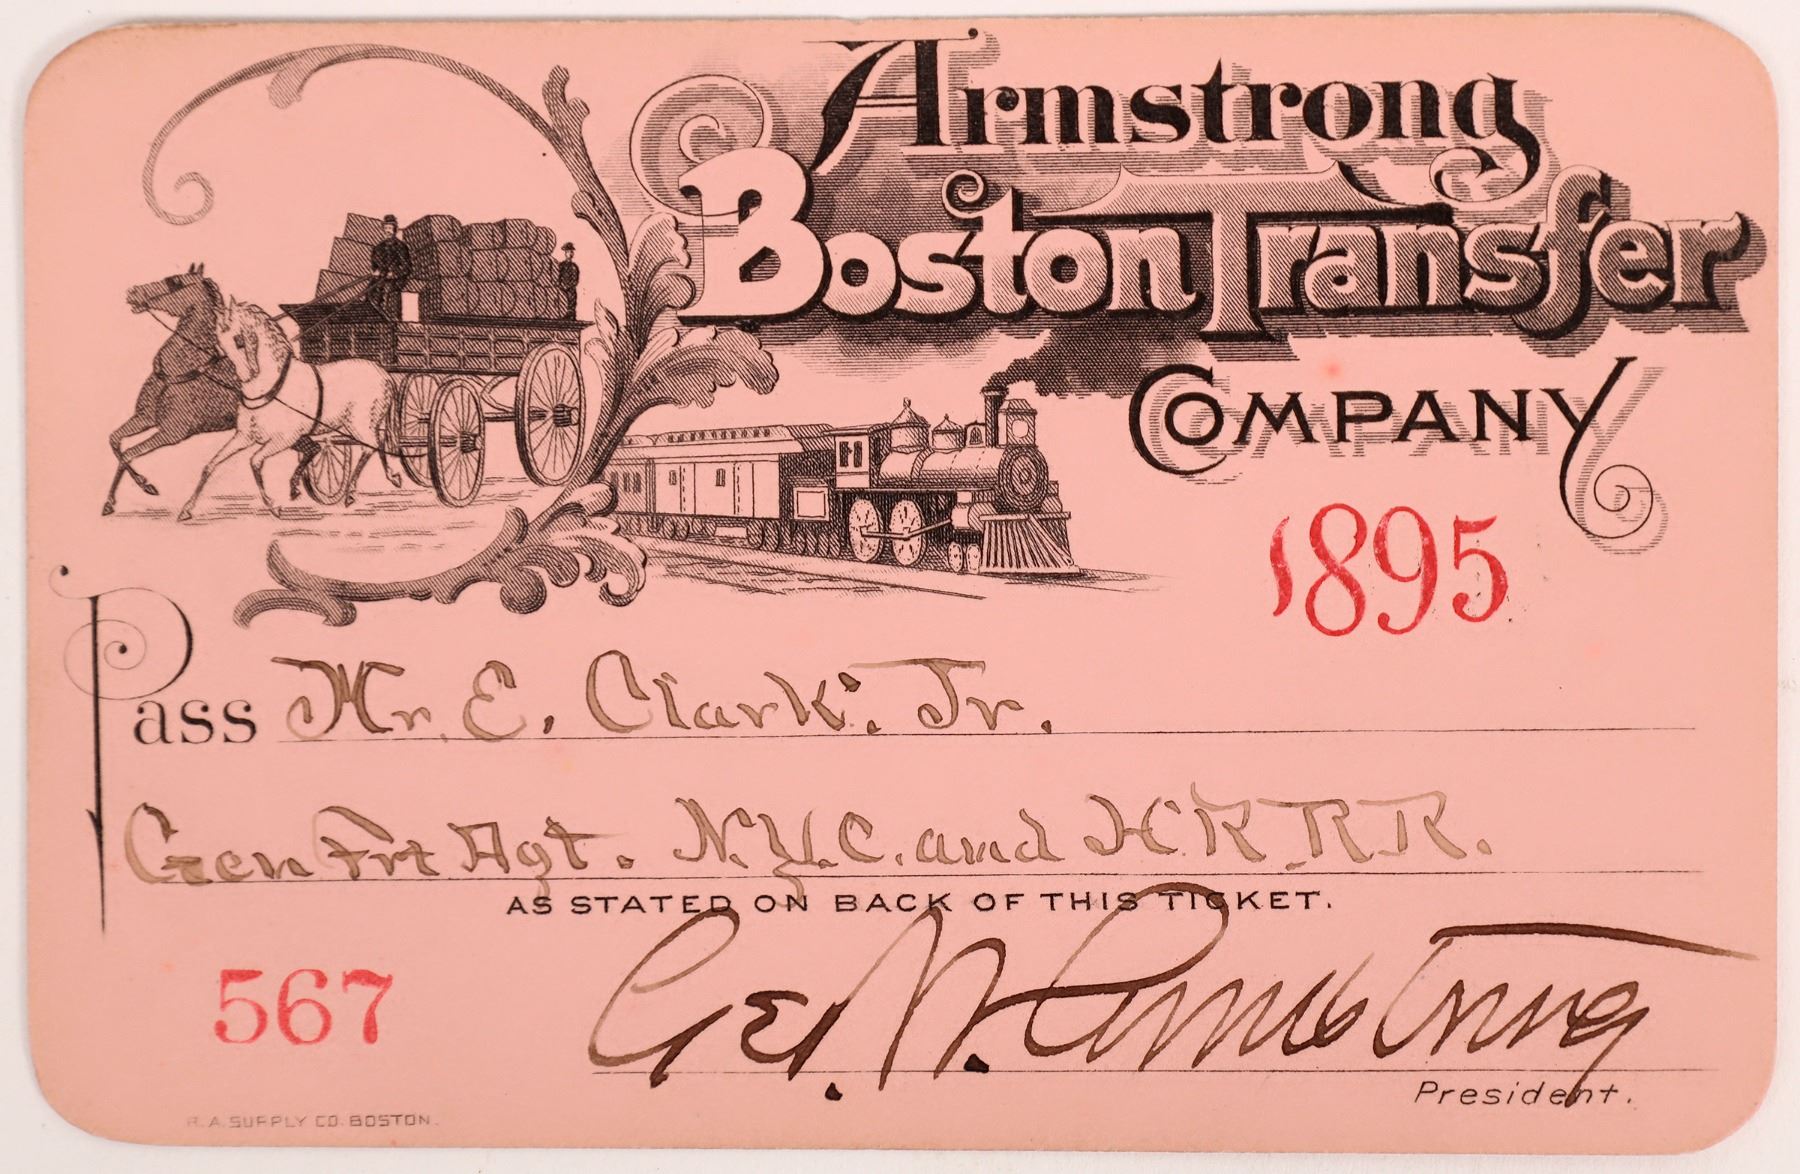 Armstrong
Boston Transfer
Company
1895
Pass Mr. E. Clark. Jr.
Gen Frt Agt. N.Y.C. and H R R R.
AS STATED ON BACK OF THIS TICKET.
567
Geo. W. Armstrong
President.
R. A. SUPPLY CO. BOSTON.